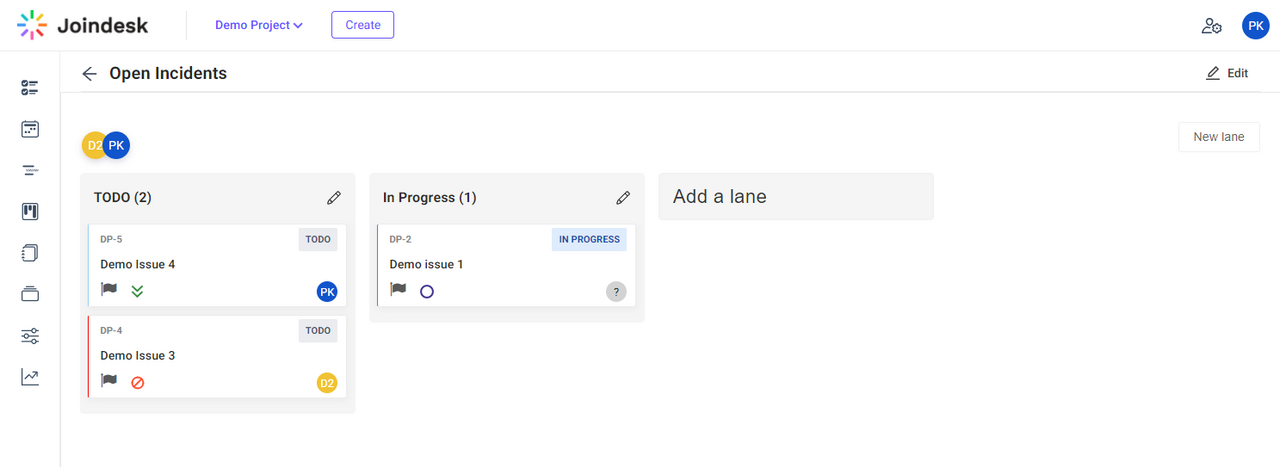 Joindesk
Demo Project
Create
PK
Open Incidents
Edit
D2 PK
New lane
TODO (2)
DP-5
TODO
Demo Issue 4
PK
DP-4
TODO
Demo Issue 3
D2
In Progress (1)
DP-2
IN PROGRESS
Demo issue 1
?
Add a lane